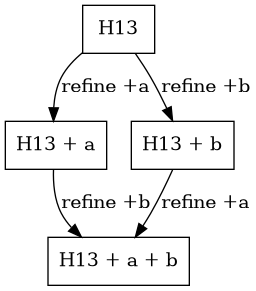 H13
refine +a
refine +b
H13 + a
H13 + b
refine +b
refine +a
H13 + a + b